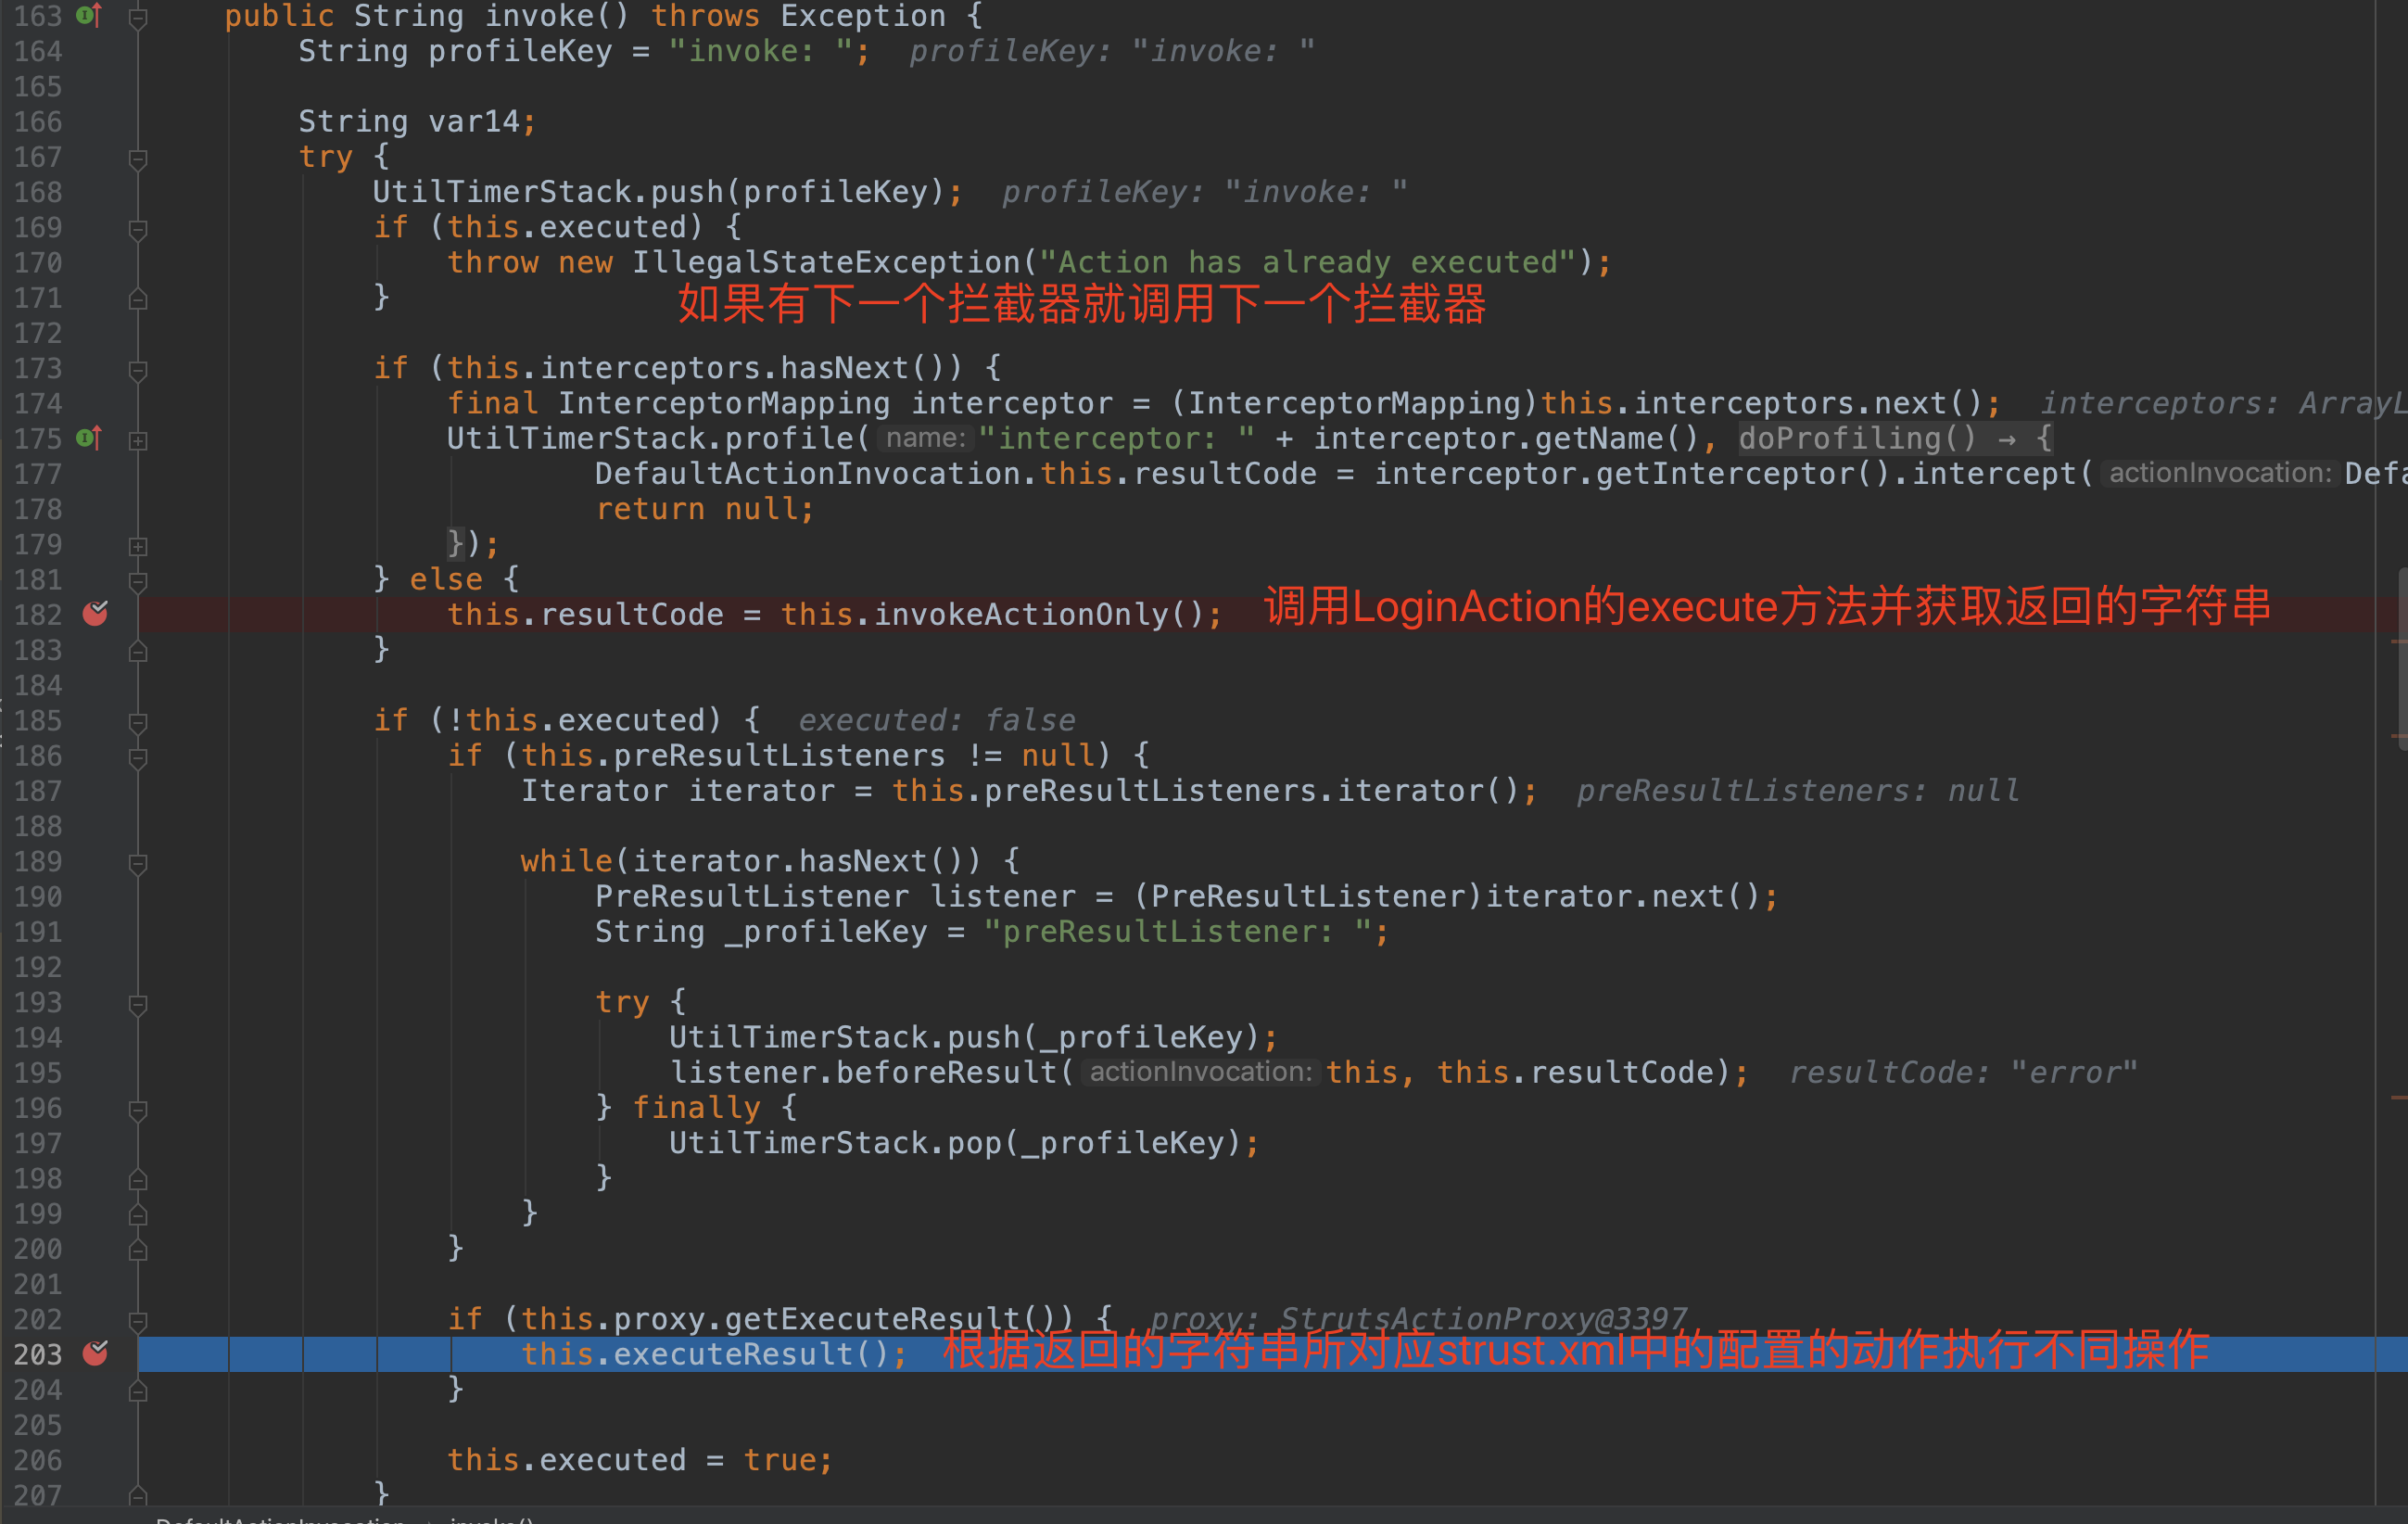 163 public String invoke() throws Exception {
164 String profileKey = "invoke: "; profileKey: "invoke: "
165
166 String var14;
167 try {
168 UtilTimerStack.push(profileKey); profileKey: "invoke: "
169 if (this.executed) {
170 throw new IllegalStateException("Action has already executed");
171 } 如果有下一个拦截器就调用下一个拦截器
172
173 if (this.interceptors.hasNext()) {
174 final InterceptorMapping interceptor = (InterceptorMapping)this.interceptors.next(); interceptors: ArrayL
175 UtilTimerStack.profile( name: "interceptor: " + interceptor.getName(), doProfiling() → {
177 DefaultActionInvocation.this.resultCode = interceptor.getInterceptor().intercept( actionInvocation: Defa
178 return null;
179 });
181 } else {
182 this.resultCode = this.invokeActionOnly(); 调用LoginAction的execute方法并获取返回的字符串
183 }
184
185 if (!this.executed) { executed: false
186 if (this.preResultListeners != null) {
187 Iterator iterator = this.preResultListeners.iterator(); preResultListeners: null
188
189 while(iterator.hasNext()) {
190 PreResultListener listener = (PreResultListener)iterator.next();
191 String _profileKey = "preResultListener: ";
192
193 try {
194 UtilTimerStack.push(_profileKey);
195 listener.beforeResult( actionInvocation: this, this.resultCode); resultCode: "error"
196 } finally {
197 UtilTimerStack.pop(_profileKey);
198 }
199 }
200 }
201
202 if (this.proxy.getExecuteResult()) { proxy: StrutsActionProxy@3397
203 this.executeResult(); 根据返回的字符串所对应strust.xml中的配置的动作执行不同操作
204 }
205
206 this.executed = true;
207 }
DefaultActionInvocation › invoke()